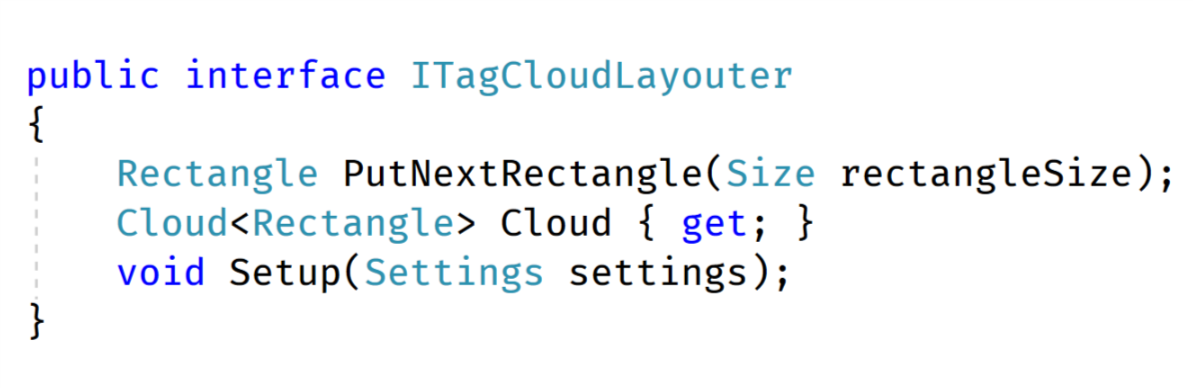 public interface ITagCloudLayouter
{
    Rectangle PutNextRectangle(Size rectangleSize);
    Cloud<Rectangle> Cloud { get; }
    void Setup(Settings settings);
}